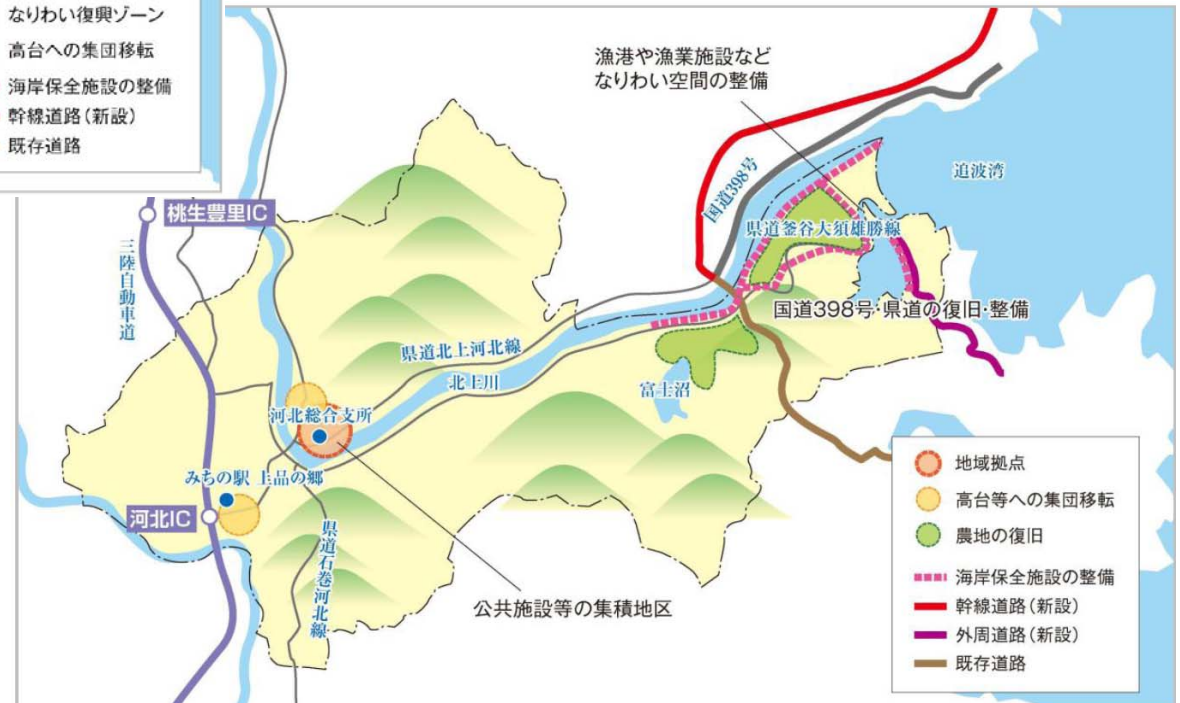 なりわい復興ゾーン
高台への集団移転
海岸保全施設の整備
幹線道路(新設)
既存道路
漁港や漁業施設など
なりわい空間の整備
国道398号
追波湾
桃生豊里IC
三陸自動車道
県道釜谷大須雄勝線
国道398号・県道の復旧・整備
県道北上河北線
北上川
富士沼
河北総合支所
みちの駅 上品の郷
河北IC
県道石巻河北線
公共施設等の集積地区
地域拠点
高台等への集団移転
農地の復旧
海岸保全施設の整備
幹線道路(新設)
外周道路(新設)
既存道路